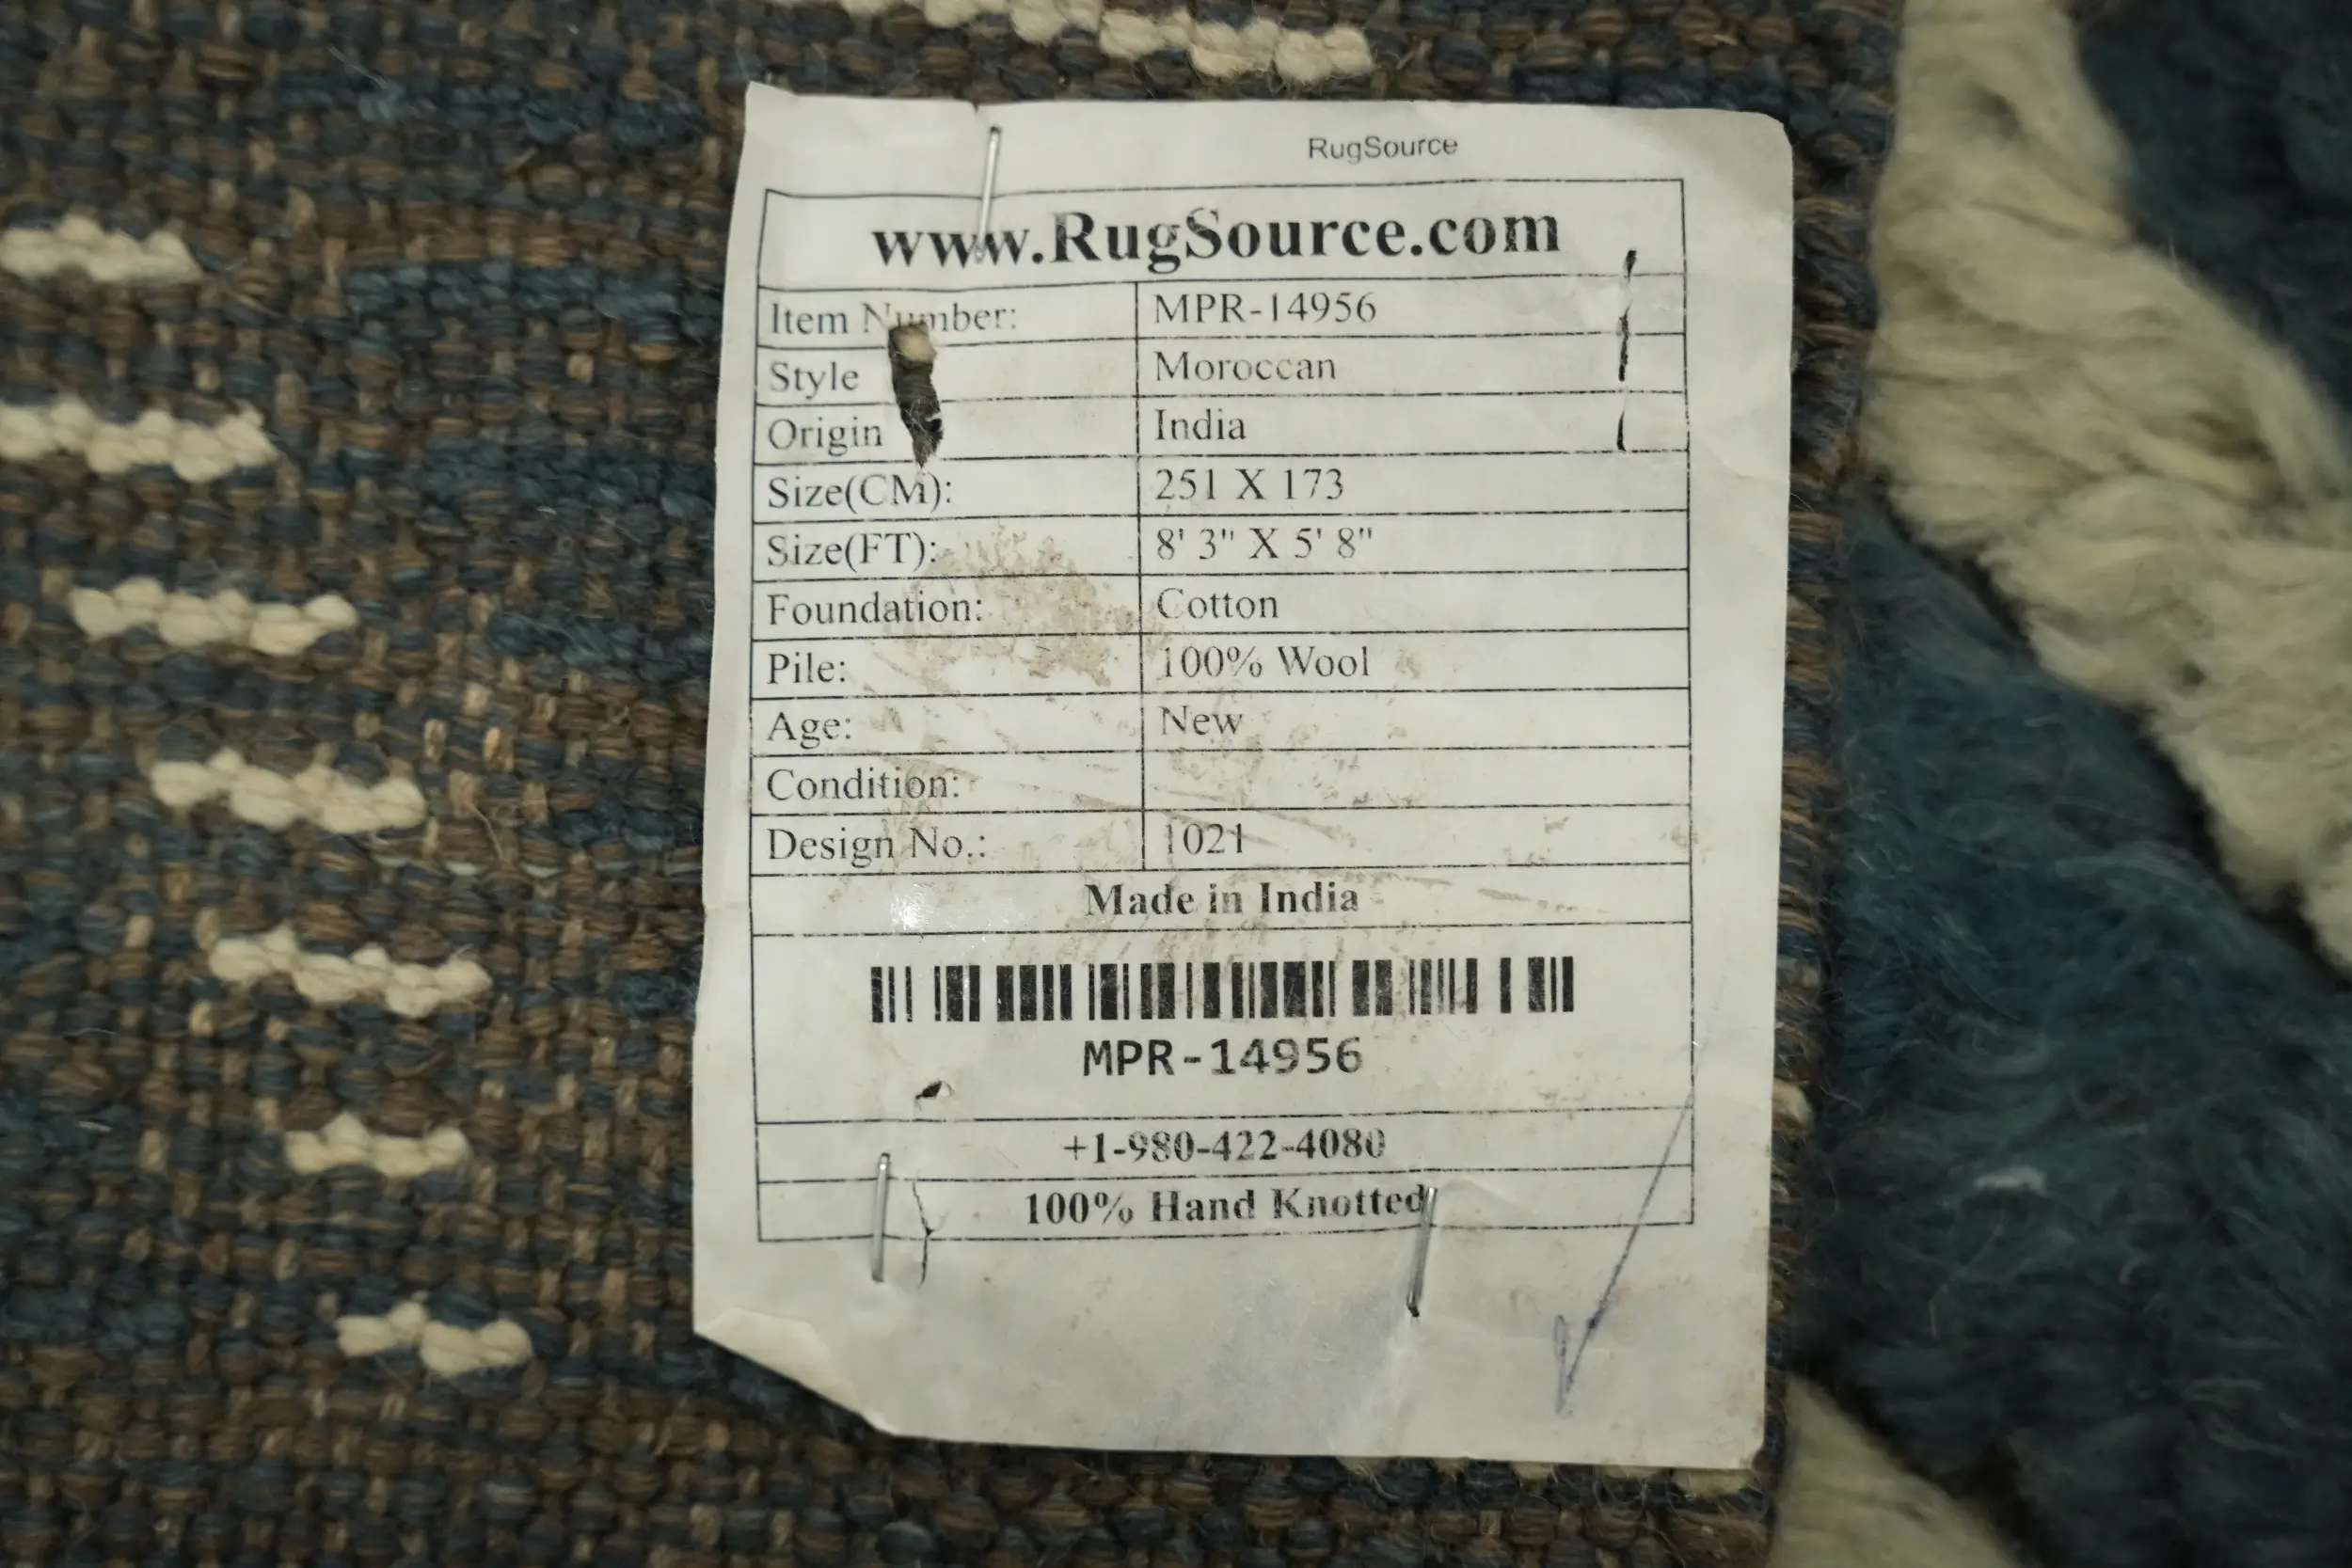 RugSource
www.RugSource.com
Item Number: MPR-14956
Style Moroccan
Origin India
Size(CM): 251 X 173
Size(FT): 8' 3" X 5' 8"
Foundation: Cotton
Pile: 100% Wool
Age: New
Condition:
Design No.: 1021
Made in India
MPR-14956
+1-980-422-4080
100% Hand Knotted